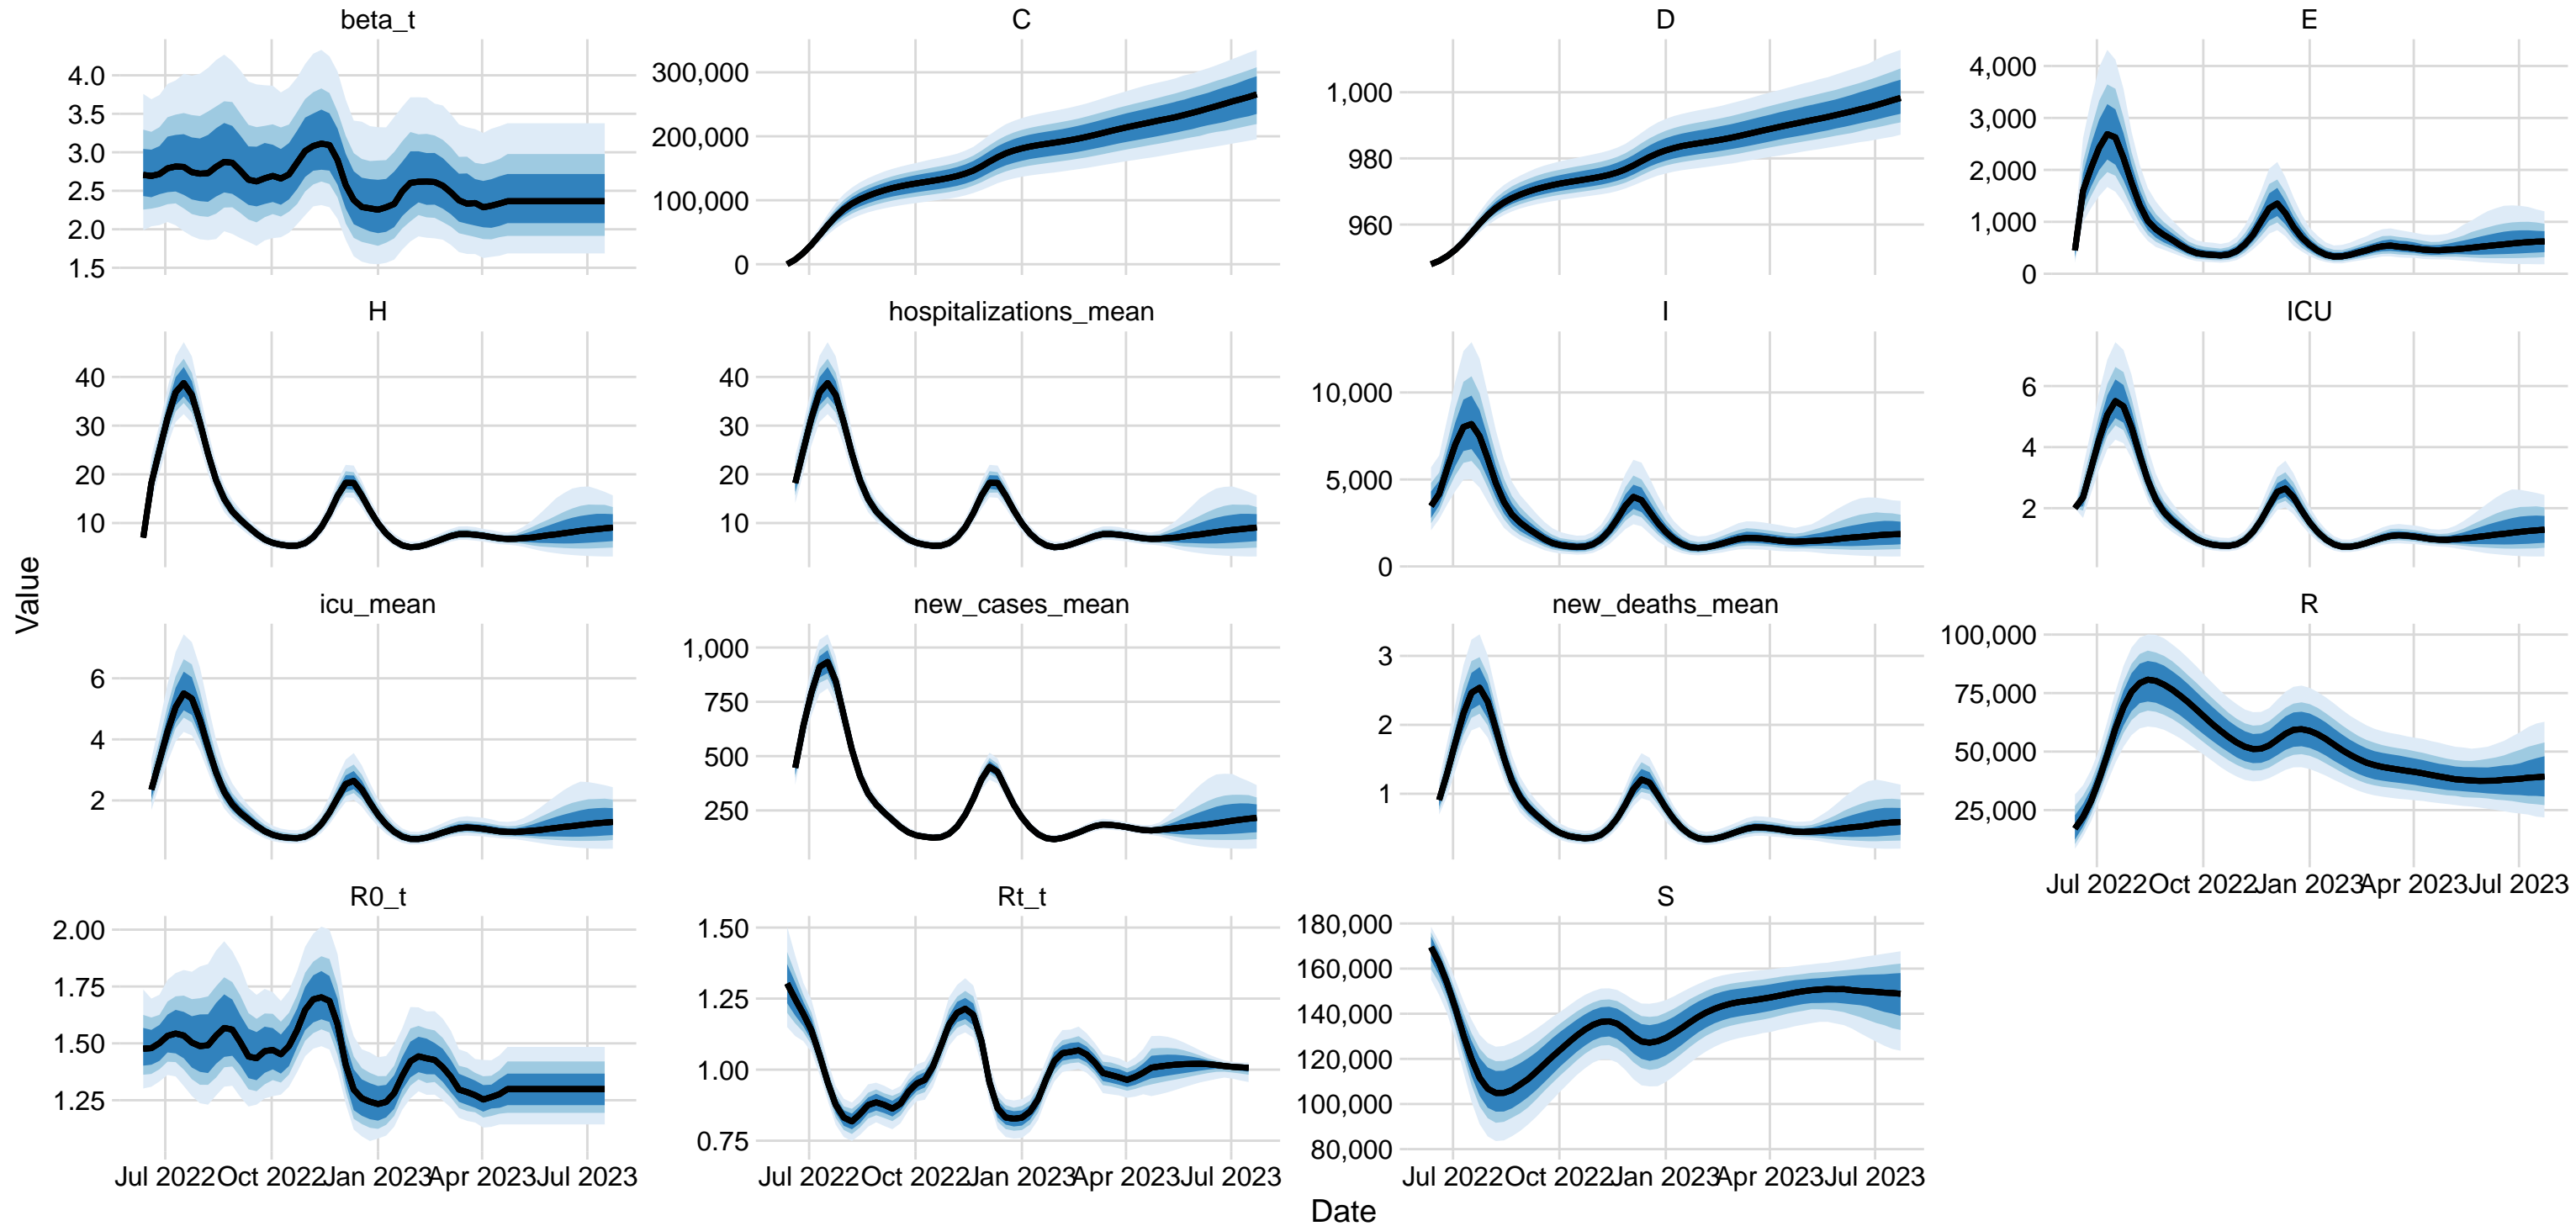 beta_t
C
D
E
4.0
3.5
3.0
2.5
2.0
1.5
300,000
200,000
100,000
0
1,000
980
960
4,000
3,000
2,000
1,000
0
H
hospitalizations_mean
I
ICU
40
30
20
10
40
30
20
10
10,000
5,000
0
6
4
2
Value
icu_mean
new_cases_mean
new_deaths_mean
R
6
4
2
1,000
750
500
250
3
2
1
100,000
75,000
50,000
25,000
Jul 2022 Oct 2022 Jan 2023 Apr 2023 Jul 2023
R0_t
Rt_t
S
2.00
1.75
1.50
1.25
1.50
1.25
1.00
0.75
180,000
160,000
140,000
120,000
100,000
80,000
Jul 2022 Oct 2022 Jan 2023 Apr 2023 Jul 2023
Jul 2022 Oct 2022 Jan 2023 Apr 2023 Jul 2023
Jul 2022 Oct 2022 Jan 2023 Apr 2023 Jul 2023
Date